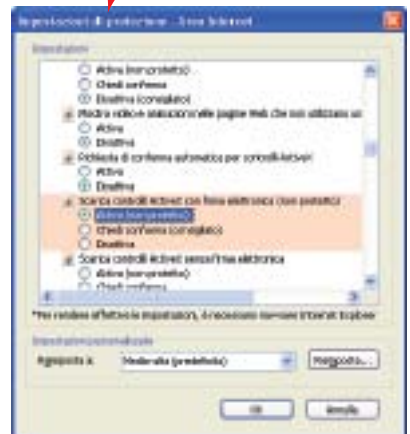 Impostazioni di protezione - Area Internet
Impostazioni
Attiva (non protetto)
Chiedi conferma
Disattiva (consigliato)
Mostra video e animazioni nelle pagine Web che non utilizzano un
Attiva
Disattiva
Richiesta di conferma automatica per controlli ActiveX
Attiva
Disattiva
Scarica controlli ActiveX con firma elettronica (non protetto)
Attiva (non protetto)
Chiedi conferma (consigliato)
Disattiva
Scarica controlli ActiveX senza firma elettronica
Attiva (non protetto)
Chiedi conferma
*Per rendere effettive le impostazioni, è necessario riavviare Internet Explorer
Impostazioni personalizzate
Reimposta a:
Medio-alta (predefinito)
Reimposta...
OK
Annulla